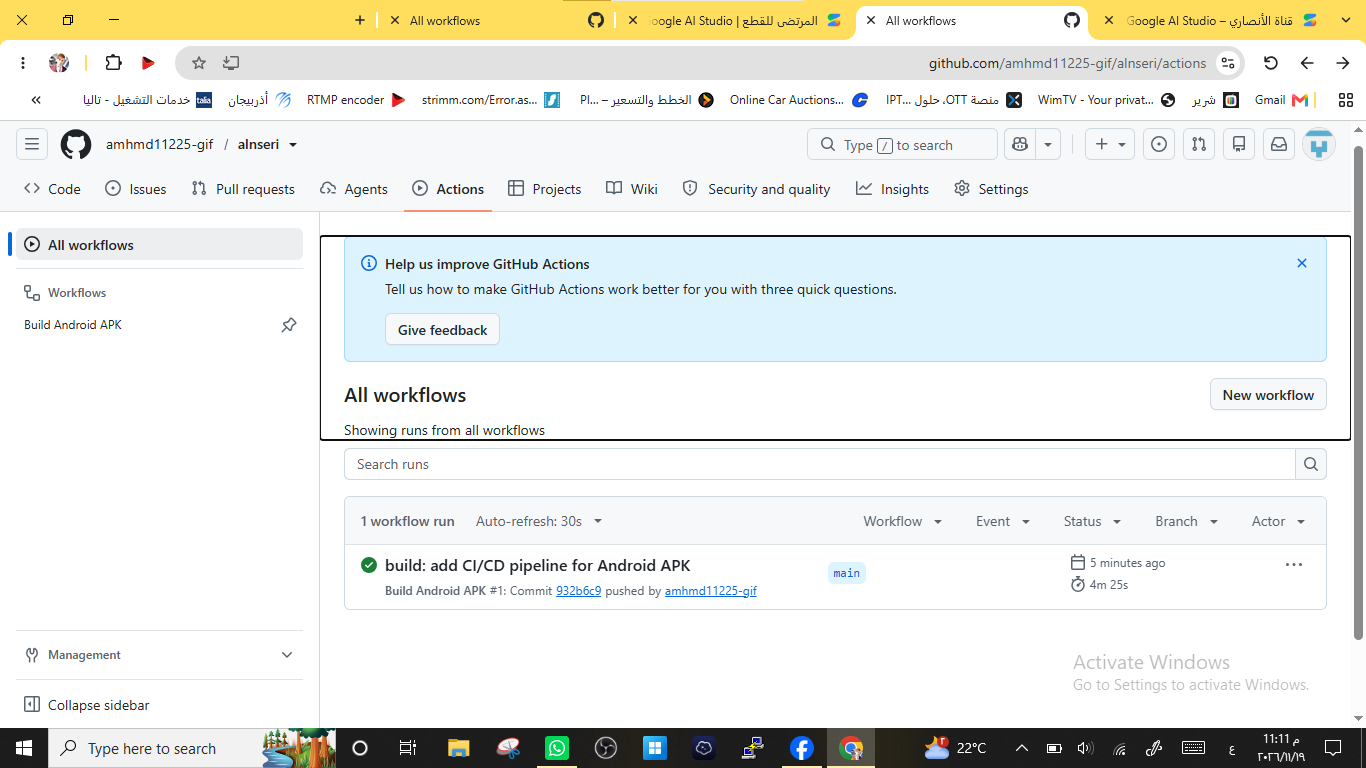 All workflows
المرتضى للقطع | Google AI Studio
All workflows
قناة الأنصاري – Google AI Studio
github.com/amhmd11225-gif/alnseri/actions
خدمات التشغيل - تاليا
talia
أذربيجان
RTMP encoder
strimm.com/Error.as...
الخطط والتسعير – Pl...
Online Car Auctions...
منصة OTT، حلول IPT...
WimTV - Your privat...
شرير
Gmail
amhmd11225-gif / alnseri
Type / to search
Code
Issues
Pull requests
Agents
Actions
Projects
Wiki
Security and quality
Insights
Settings
All workflows
Workflows
Build Android APK
Management
Collapse sidebar
Help us improve GitHub Actions
Tell us how to make GitHub Actions work better for you with three quick questions.
Give feedback
All workflows
New workflow
Showing runs from all workflows
Search runs
1 workflow run
Auto-refresh: 30s
Workflow
Event
Status
Branch
Actor
build: add CI/CD pipeline for Android APK
main
5 minutes ago
Build Android APK #1: Commit 932b6c9 pushed by amhmd11225-gif
4m 25s
Activate Windows
Go to Settings to activate Windows.
Type here to search
22°C
ع
11:11 م